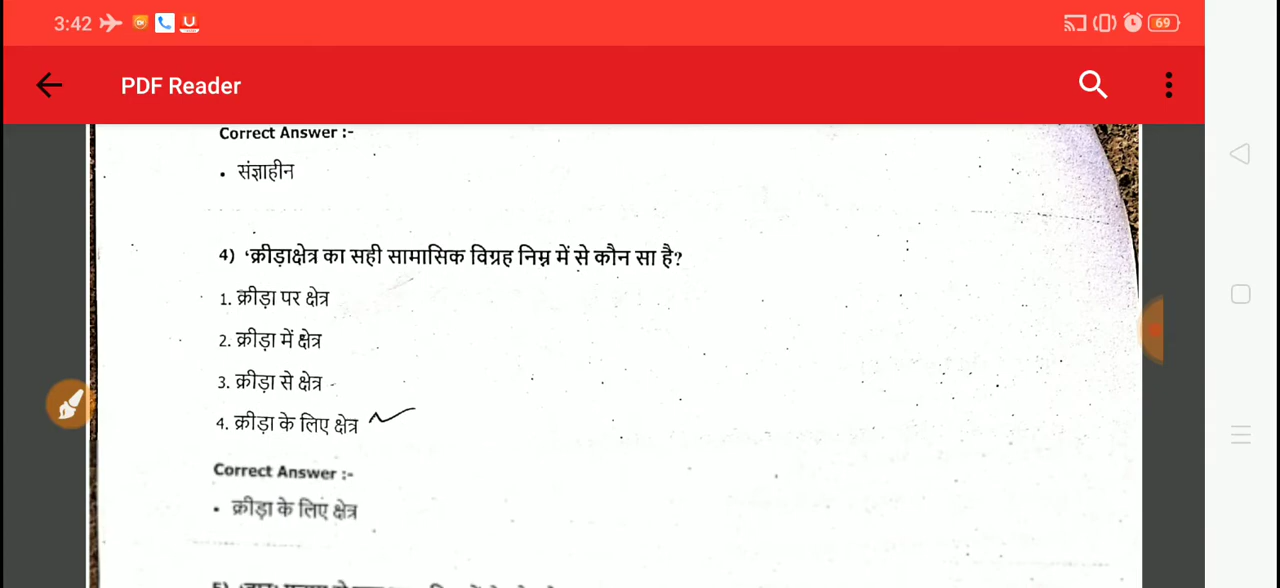 3:42
69
PDF Reader
Correct Answer :-
• संज्ञाहीन
4) 'क्रीड़ाक्षेत्र का सही सामासिक विग्रह निम्न में से कौन सा है?
1. क्रीड़ा पर क्षेत्र
2. क्रीड़ा में क्षेत्र
3. क्रीड़ा से क्षेत्र
4. क्रीड़ा के लिए क्षेत्र
Correct Answer :-
• क्रीड़ा के लिए क्षेत्र